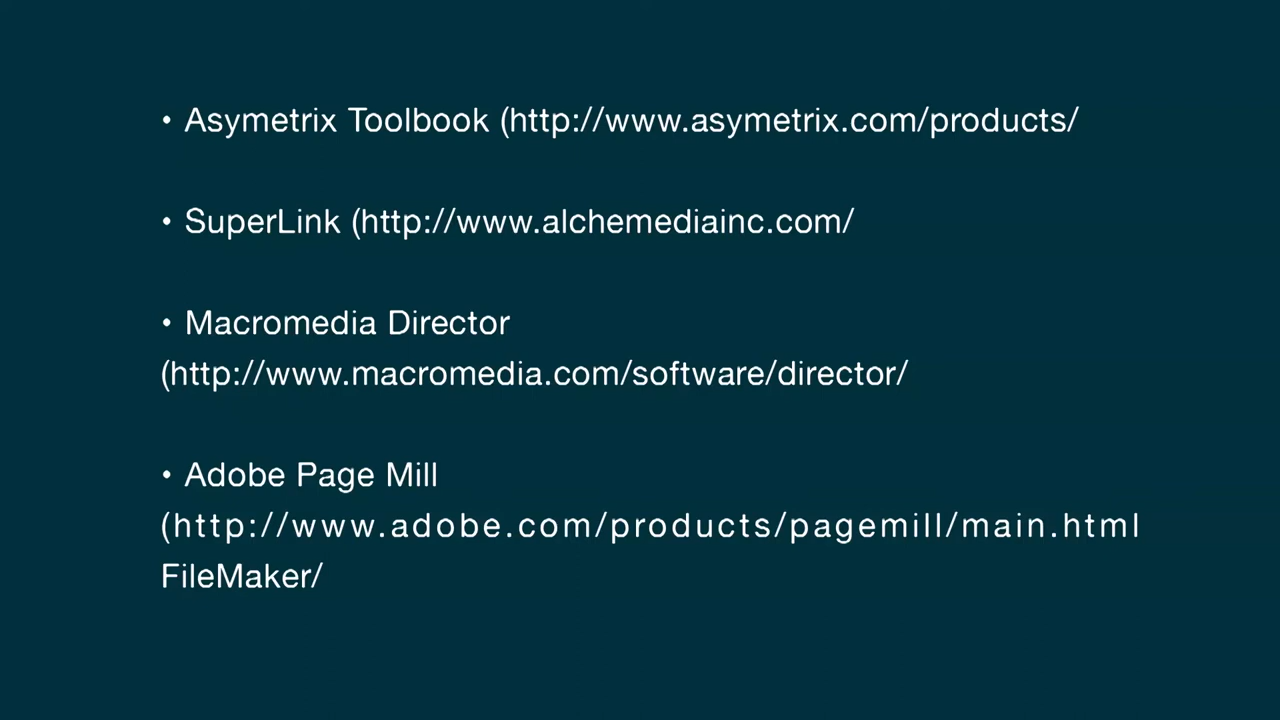 • Asymetrix Toolbook (http://www.asymetrix.com/products/
• SuperLink (http://www.alchemediainc.com/
• Macromedia Director
(http://www.macromedia.com/software/director/
• Adobe Page Mill
(http://www.adobe.com/products/pagemill/main.html
FileMaker/